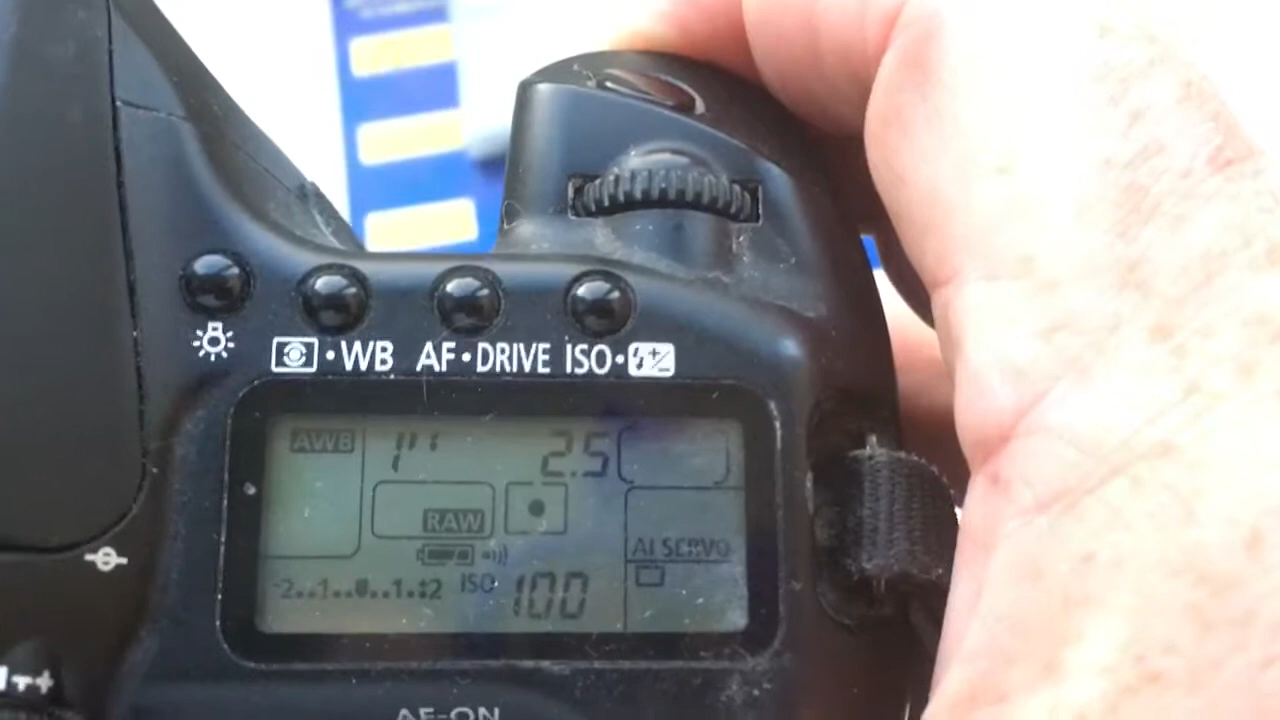 WB AF•DRIVE ISO•
AWB 1" 2.5
RAW
AI SERVO
-2..1..0..1.:2 ISO 100
AF-ON